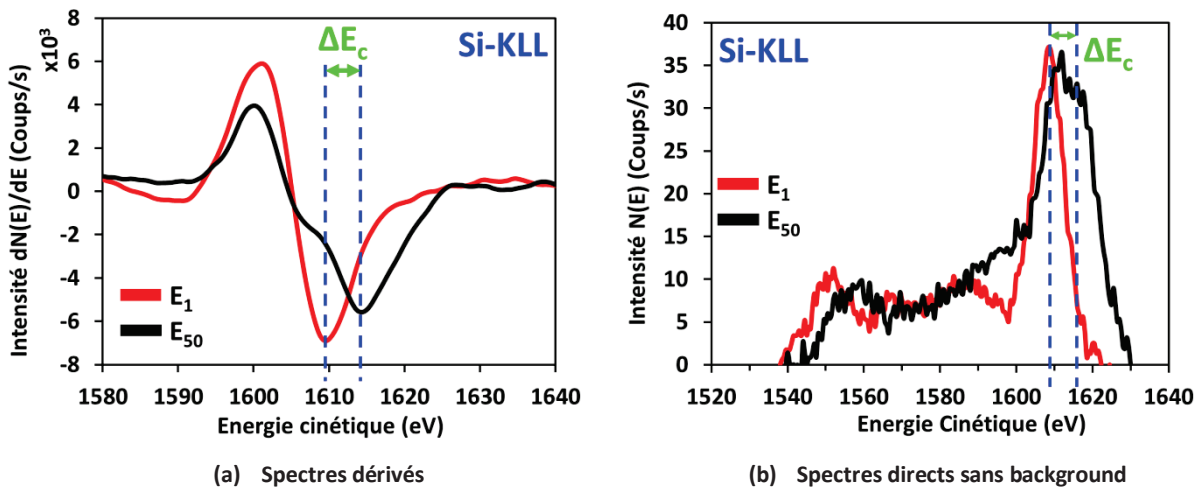 8
6
4
2
0
-2
-4
-6
-8
x10³
Intensité dN(E)/dE (Coups/s)
ΔEc
Si-KLL
E1
E50
1580
1590
1600
1610
1620
1630
1640
Energie cinétique (eV)
(a) Spectres dérivés
40
35
30
25
20
15
10
5
0
Intensité N(E) (Coups/s)
Si-KLL
ΔEc
E1
E50
1520
1540
1560
1580
1600
1620
1640
Energie Cinétique (eV)
(b) Spectres directs sans background